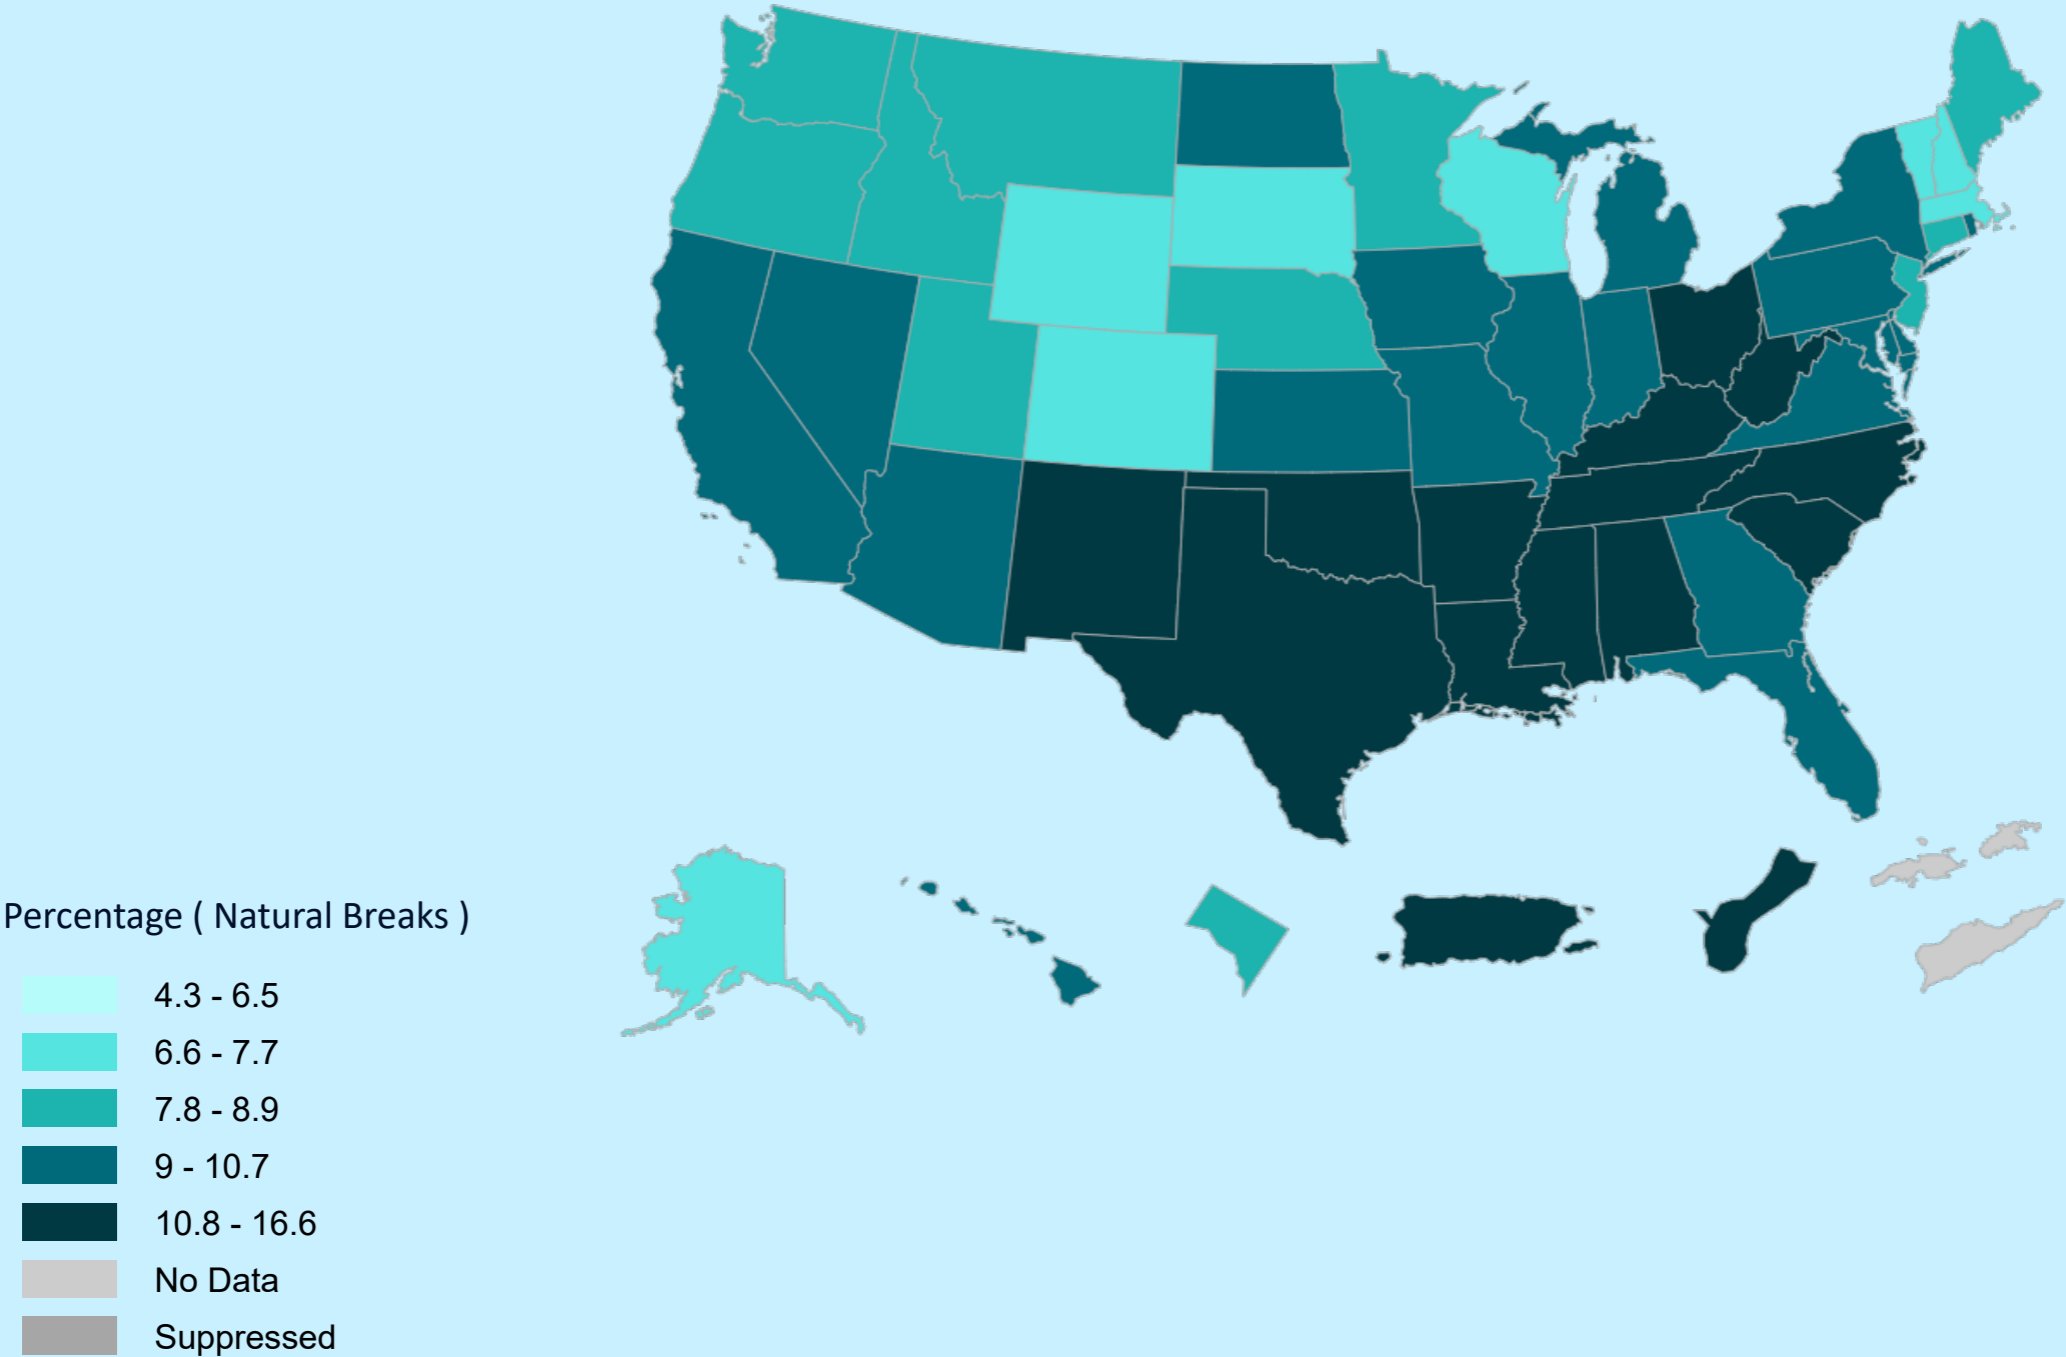 Percentage ( Natural Breaks )
4.3 - 6.5
6.6 - 7.7
7.8 - 8.9
9 - 10.7
10.8 - 16.6
No Data
Suppressed